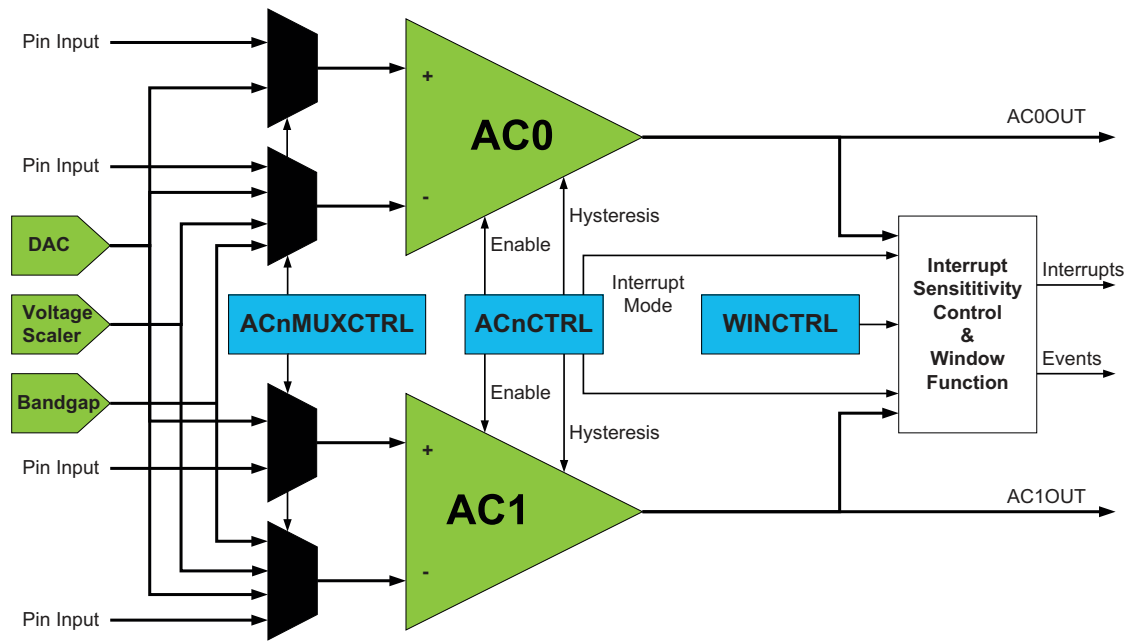 Pin Input
+
AC0
AC0OUT
Pin Input
-
Hysteresis
Enable
DAC
Interrupt
Sensititivity
Control
&
Window
Function
Interrupts
Interrupt
Mode
Voltage
Scaler
ACnMUXCTRL
ACnCTRL
WINCTRL
Events
Bandgap
Enable
Hysteresis
Pin Input
+
AC1
AC1OUT
-
Pin Input